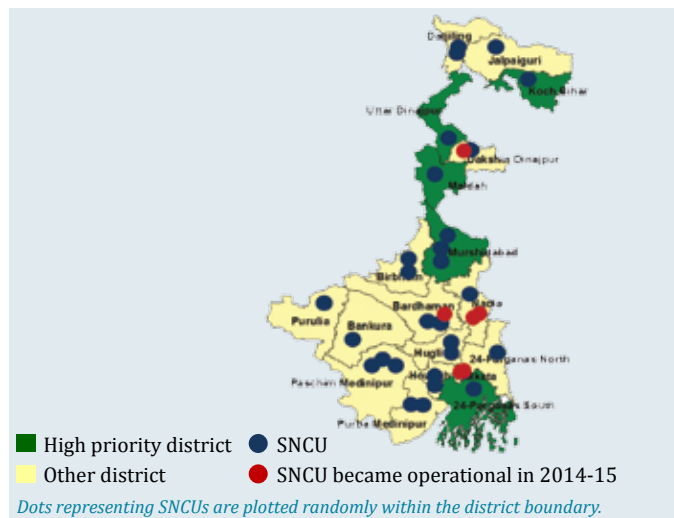 Jalpaiguri
Koch Bihar
Uttar Dinajpur
Dakshin Dinajpur
Maldah
Murshidabad
Birbhum
Bardhaman
Nadia
Purulia
Bankura
Hugli
24-Parganas North
Paschim Medinipur
24-Parganas South
Purba Medinipur
High priority district
SNCU
Other district
SNCU became operational in 2014-15
Dots representing SNCUs are plotted randomly within the district boundary.